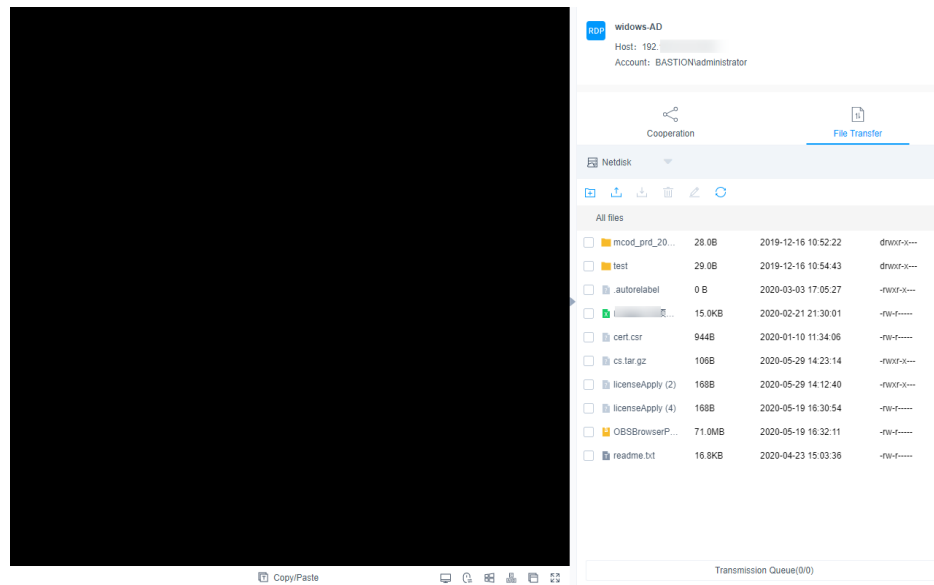 RDP
widows-AD
Host: 192.
Account: BASTION\administrator
Cooperation
File Transfer
Netdisk
All files
mcod_prd_20... 28.0B 2019-12-16 10:52:22 drwxr-x---
test 29.0B 2019-12-16 10:54:43 drwxr-x---
.autorelabel 0 B 2020-03-03 17:05:27 -rwxr-x---
... 15.0KB 2020-02-21 21:30:01 -rw-r-----
cert.csr 944B 2020-01-10 11:34:06 -rw-r-----
cs.tar.gz 106B 2020-05-29 14:23:14 -rwxr-x---
licenseApply (2) 168B 2020-05-29 14:12:40 -rwxr-x---
licenseApply (4) 168B 2020-05-19 16:30:54 -rw-r-----
OBSBrowserP... 71.0MB 2020-05-19 16:32:11 -rw-r-----
readme.txt 16.8KB 2020-04-23 15:03:36 -rw-r-----
Transmission Queue(0/0)
Copy/Paste